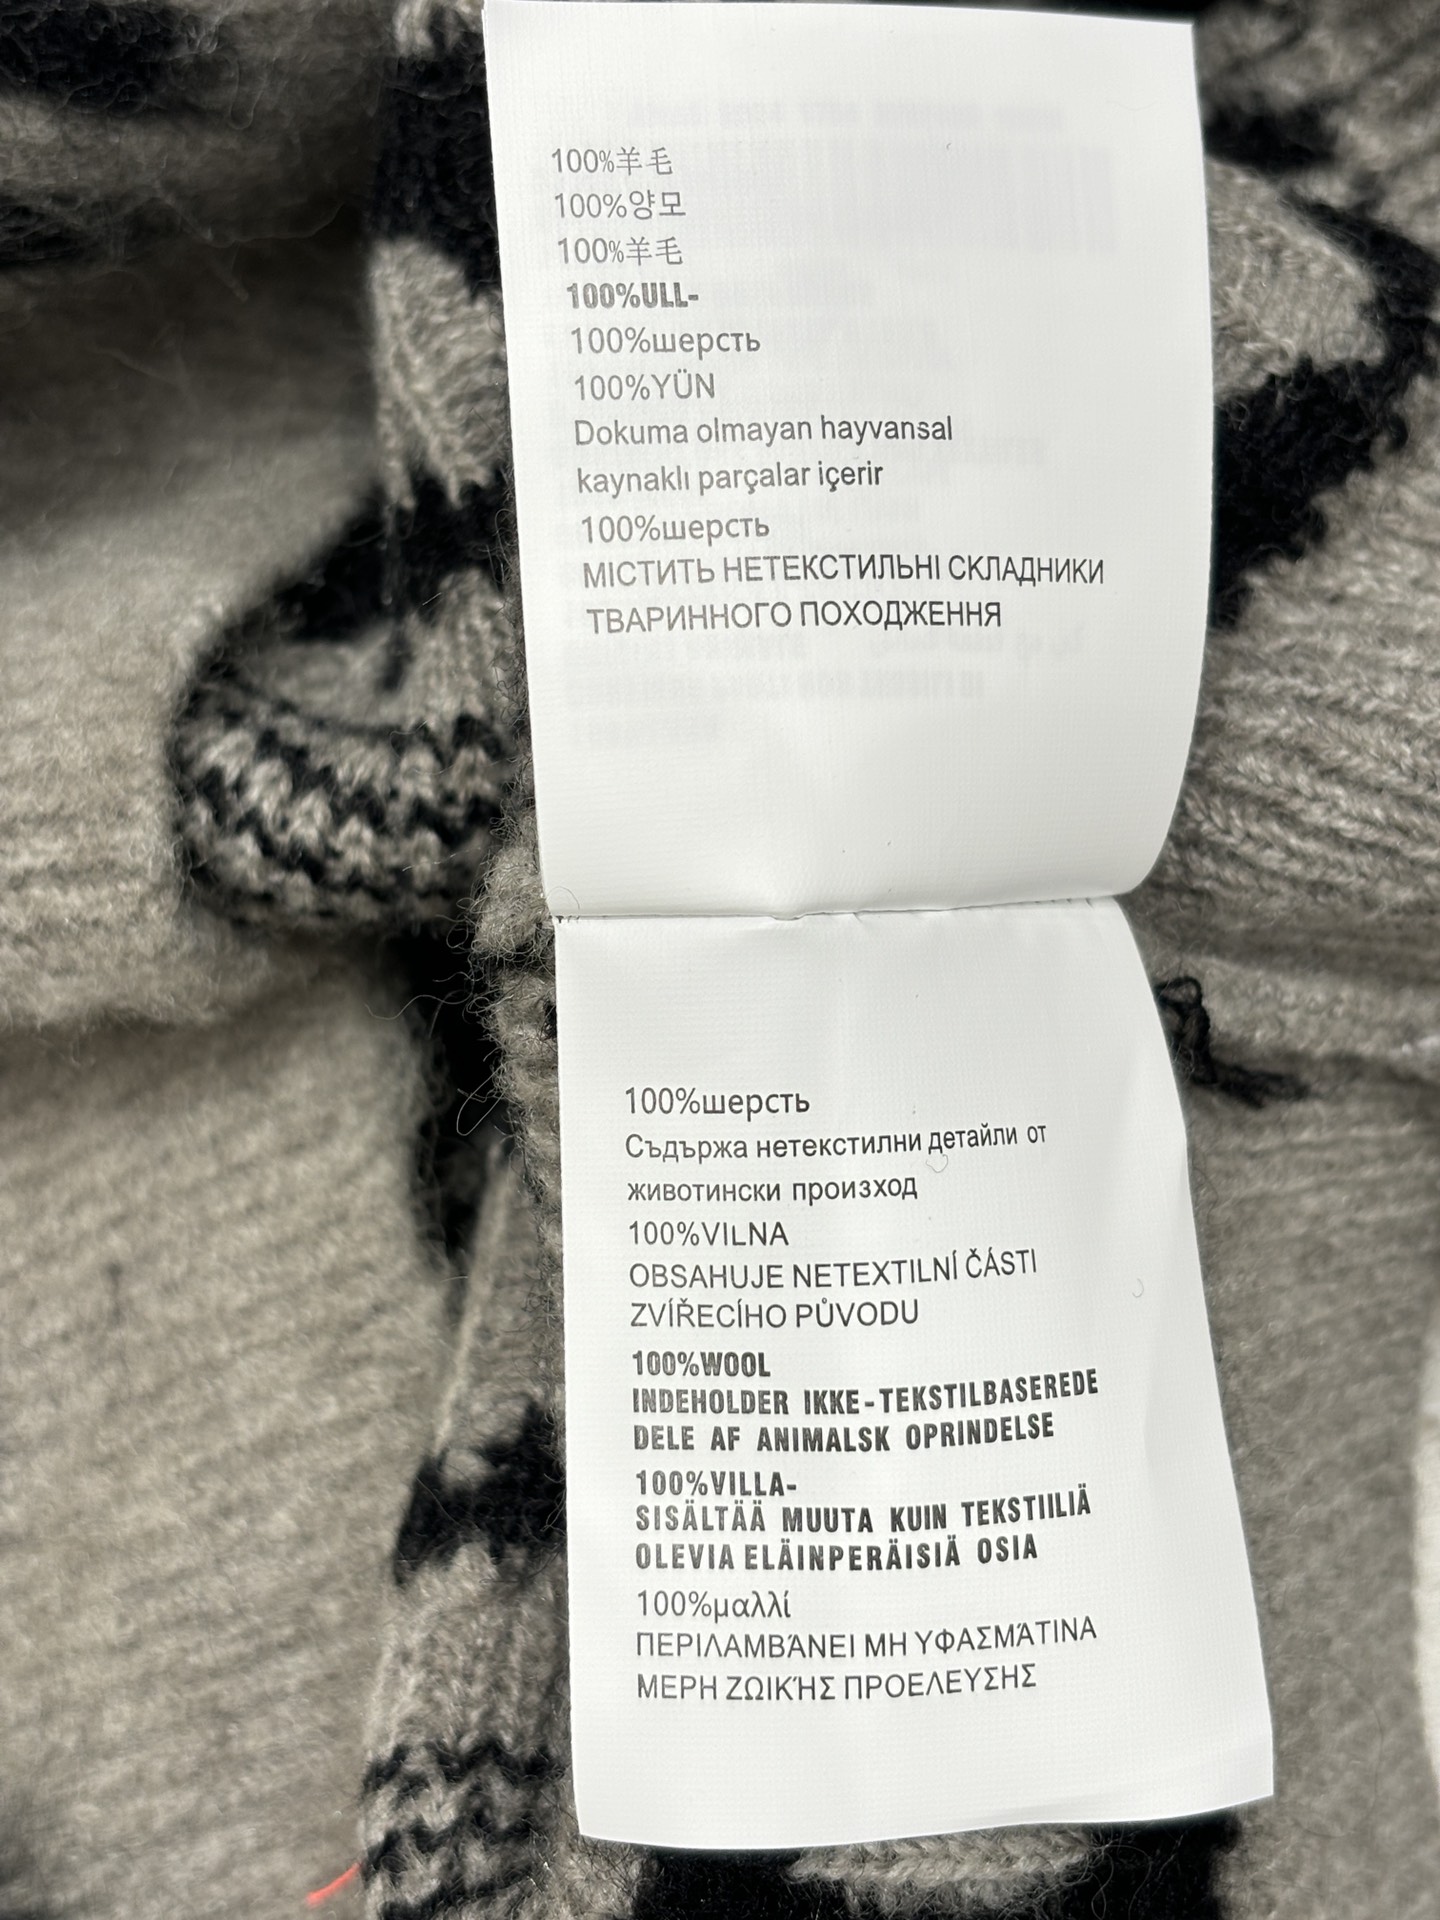 100%羊毛
100%양모
100%羊毛
100%ULL-
100%шерсть
100%YÜN
Dokuma olmayan hayvansal
kaynaklı parçalar içerir
100%шерсть
МІСТИТЬ НЕТЕКСТИЛЬНІ СКЛАДНИКИ
ТВАРИННОГО ПОХОДЖЕННЯ
100%шерсть
Съдържа нетекстилни детайли от
животински произход
100%VILNA
OBSAHUJE NETEXTILNÍ ČÁSTI
ZVÍŘECÍHO PŮVODU
100%WOOL
INDEHOLDER IKKE-TEKSTILBASEREDE
DELE AF ANIMALSK OPRINDELSE
100%VILLA-
SISÄLTÄÄ MUUTA KUIN TEKSTIILIÄ
OLEVIA ELÄINPERÄISIÄ OSIA
100%μαλλί
ΠΕΡΙΛΑΜΒΆΝΕΙ ΜΗ ΥΦΑΣΜΆΤΙΝΑ
ΜΕΡΗ ΖΩΙΚΉΣ ΠΡΟΕΛΕΥΣΗΣ